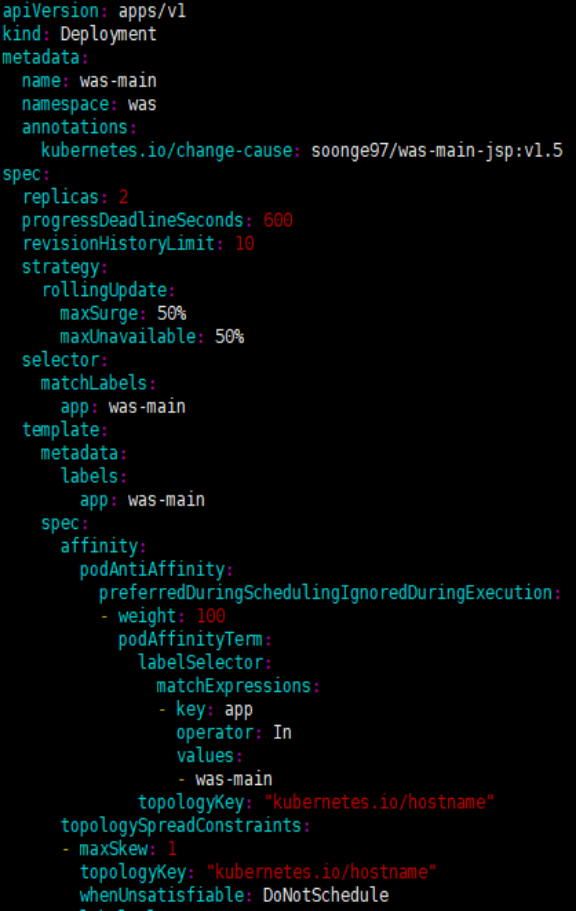 apiVersion: apps/v1
kind: Deployment
metadata:
  name: was-main
  namespace: was
  annotations:
    kubernetes.io/change-cause: soonge97/was-main-jsp:v1.5
spec:
  replicas: 2
  progressDeadlineSeconds: 600
  revisionHistoryLimit: 10
  strategy:
    rollingUpdate:
      maxSurge: 50%
      maxUnavailable: 50%
  selector:
    matchLabels:
      app: was-main
  template:
    metadata:
      labels:
        app: was-main
    spec:
      affinity:
        podAntiAffinity:
          preferredDuringSchedulingIgnoredDuringExecution:
          - weight: 100
            podAffinityTerm:
              labelSelector:
                matchExpressions:
                - key: app
                  operator: In
                  values:
                  - was-main
              topologyKey: "kubernetes.io/hostname"
      topologySpreadConstraints:
      - maxSkew: 1
        topologyKey: "kubernetes.io/hostname"
        whenUnsatisfiable: DoNotSchedule